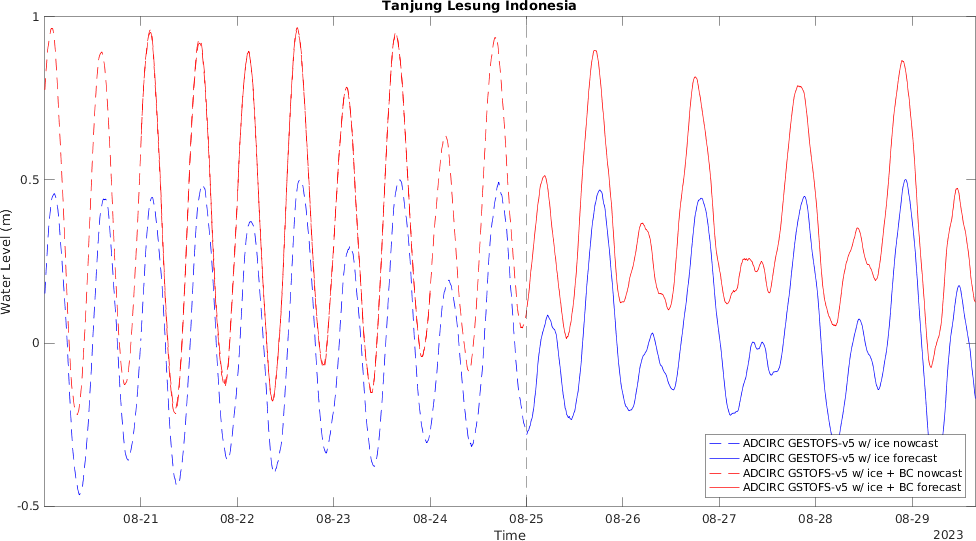 Tanjung Lesung Indonesia
Water Level (m)
1
0.5
0
-0.5
08-21 08-22 08-23 08-24 08-25 08-26 08-27 08-28 08-29
Time
2023
ADCIRC GESTOFS-v5 w/ ice nowcast
ADCIRC GESTOFS-v5 w/ ice forecast
ADCIRC GSTOFS-v5 w/ ice + BC nowcast
ADCIRC GSTOFS-v5 w/ ice + BC forecast